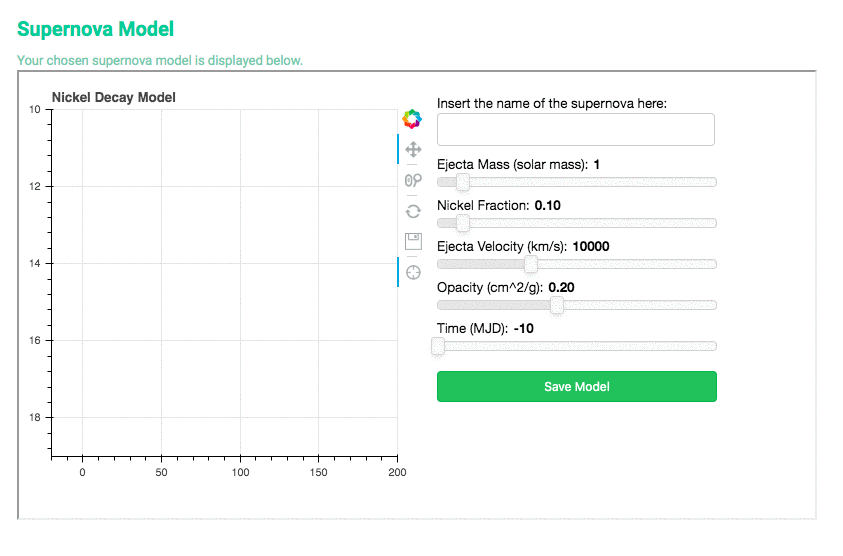 Supernova Model
Your chosen supernova model is displayed below.
Nickel Decay Model
10
12
14
16
18
0 50 100 150 200
Insert the name of the supernova here:
Ejecta Mass (solar mass): 1
Nickel Fraction: 0.10
Ejecta Velocity (km/s): 10000
Opacity (cm^2/g): 0.20
Time (MJD): -10
Save Model